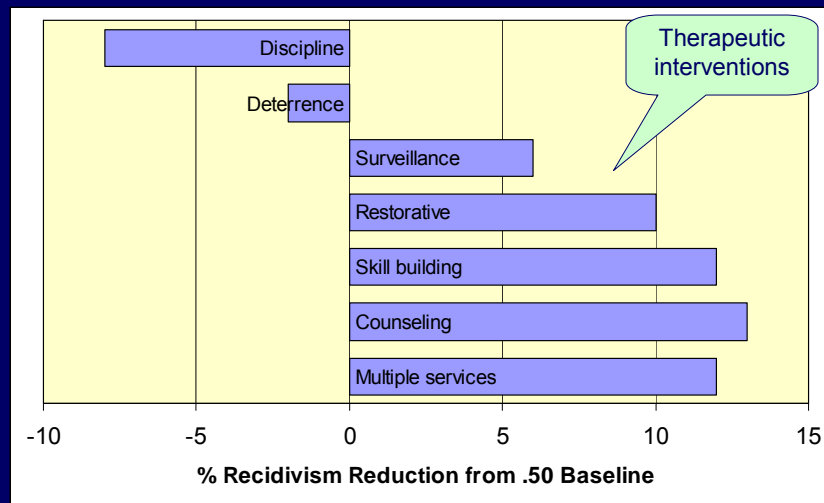 Discipline
Therapeutic
interventions
Deterrence
Surveillance
Restorative
Skill building
Counseling
Multiple services
-10 -5 0 5 10 15
% Recidivism Reduction from .50 Baseline